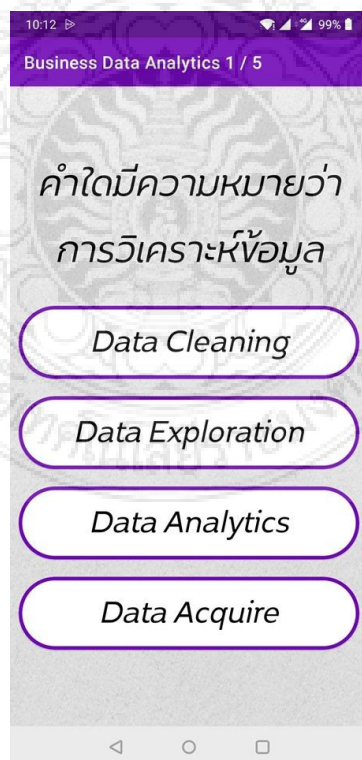 10:12
4G 99%
Business Data Analytics 1 / 5
คำใดมีความหมายว่า
การวิเคราะห์ข้อมูล
Data Cleaning
Data Exploration
Data Analytics
Data Acquire